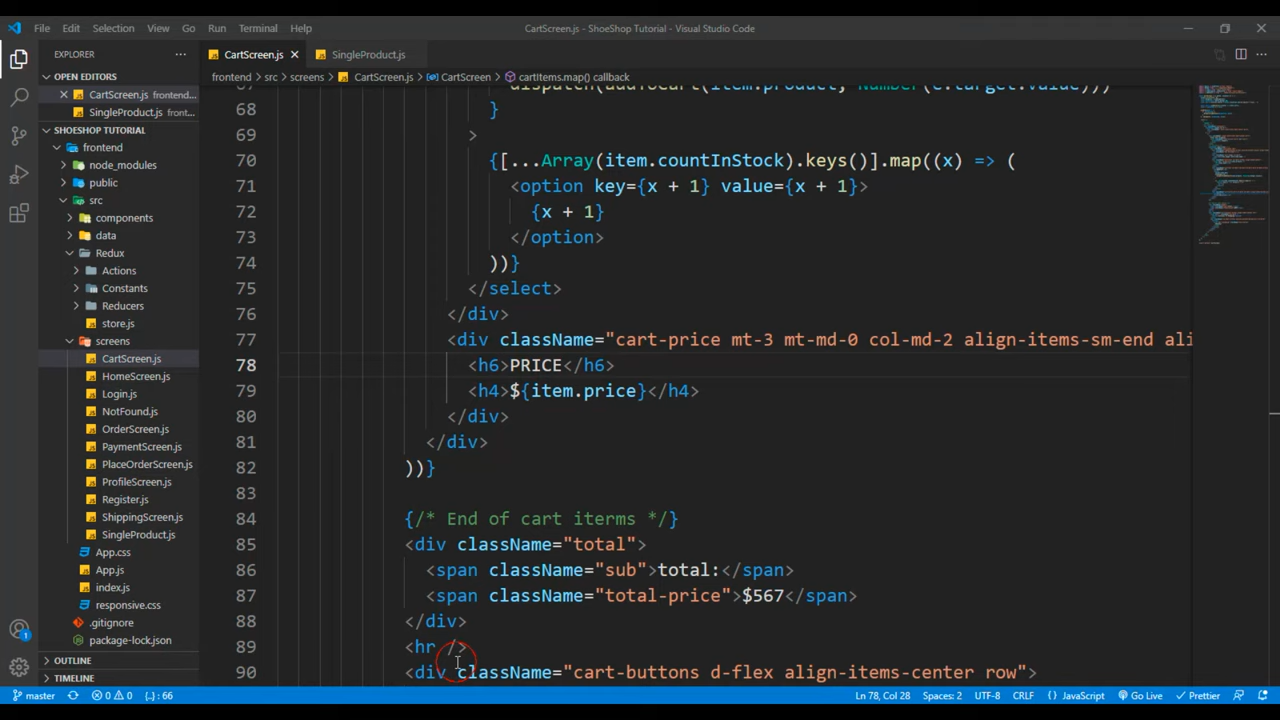 File Edit Selection View Go Run Terminal Help CartScreen.js - ShoeShop Tutorial - Visual Studio Code
EXPLORER
OPEN EDITORS
CartScreen.js frontend...
SingleProduct.js front...
SHOESHOP TUTORIAL
frontend
node_modules
public
src
components
data
Redux
Actions
Constants
Reducers
store.js
screens
CartScreen.js
HomeScreen.js
Login.js
NotFound.js
OrderScreen.js
PaymentScreen.js
PlaceOrderScreen.js
ProfileScreen.js
Register.js
ShippingScreen.js
SingleProduct.js
App.css
App.js
index.js
responsive.css
.gitignore
package-lock.json
OUTLINE
TIMELINE
CartScreen.js SingleProduct.js
frontend > src > screens > CartScreen.js > CartScreen > cartItems.map() callback
67 dispatch(addToCart(item.product, Number(e.target.value)))
68 }
69 >
70 {[...Array(item.countInStock).keys()].map((x) => (
71 <option key={x + 1} value={x + 1}>
72 {x + 1}
73 </option>
74 ))}
75 </select>
76 </div>
77 <div className="cart-price mt-3 mt-md-0 col-md-2 align-items-sm-end ali
78 <h6>PRICE</h6>
79 <h4>${item.price}</h4>
80 </div>
81 </div>
82 ))}
83
84 {/* End of cart iterms */}
85 <div className="total">
86 <span className="sub">total:</span>
87 <span className="total-price">$567</span>
88 </div>
89 <hr />
90 <div className="cart-buttons d-flex align-items-center row">
1
master 0 0 {..} : 66 Ln 78, Col 28 Spaces: 2 UTF-8 CRLF {} JavaScript Go Live Prettier